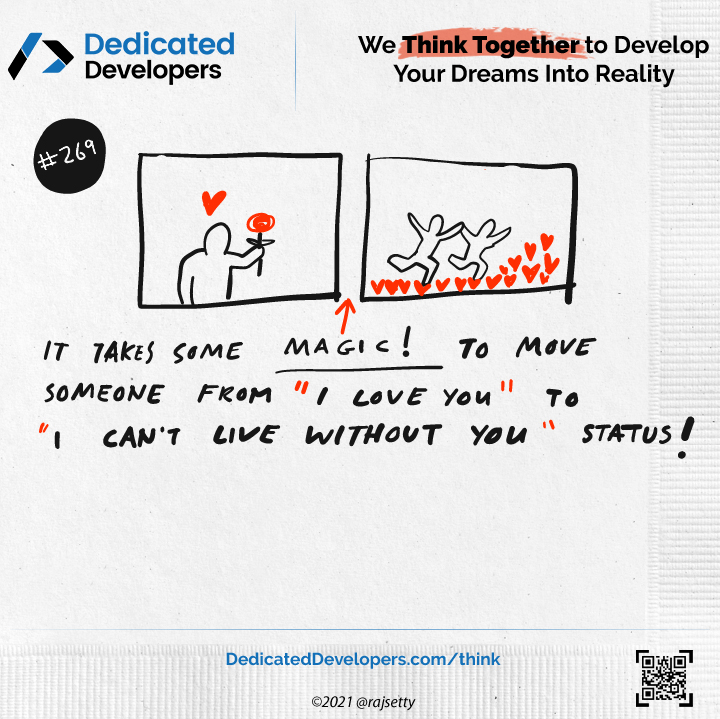 Dedicated
Developers
We Think Together to Develop
Your Dreams Into Reality
#269
IT TAKES SOME MAGIC! TO MOVE
SOMEONE FROM "I LOVE YOU" TO
"I CAN'T LIVE WITHOUT YOU" STATUS!
DedicatedDevelopers.com/think
©2021 @rajsetty